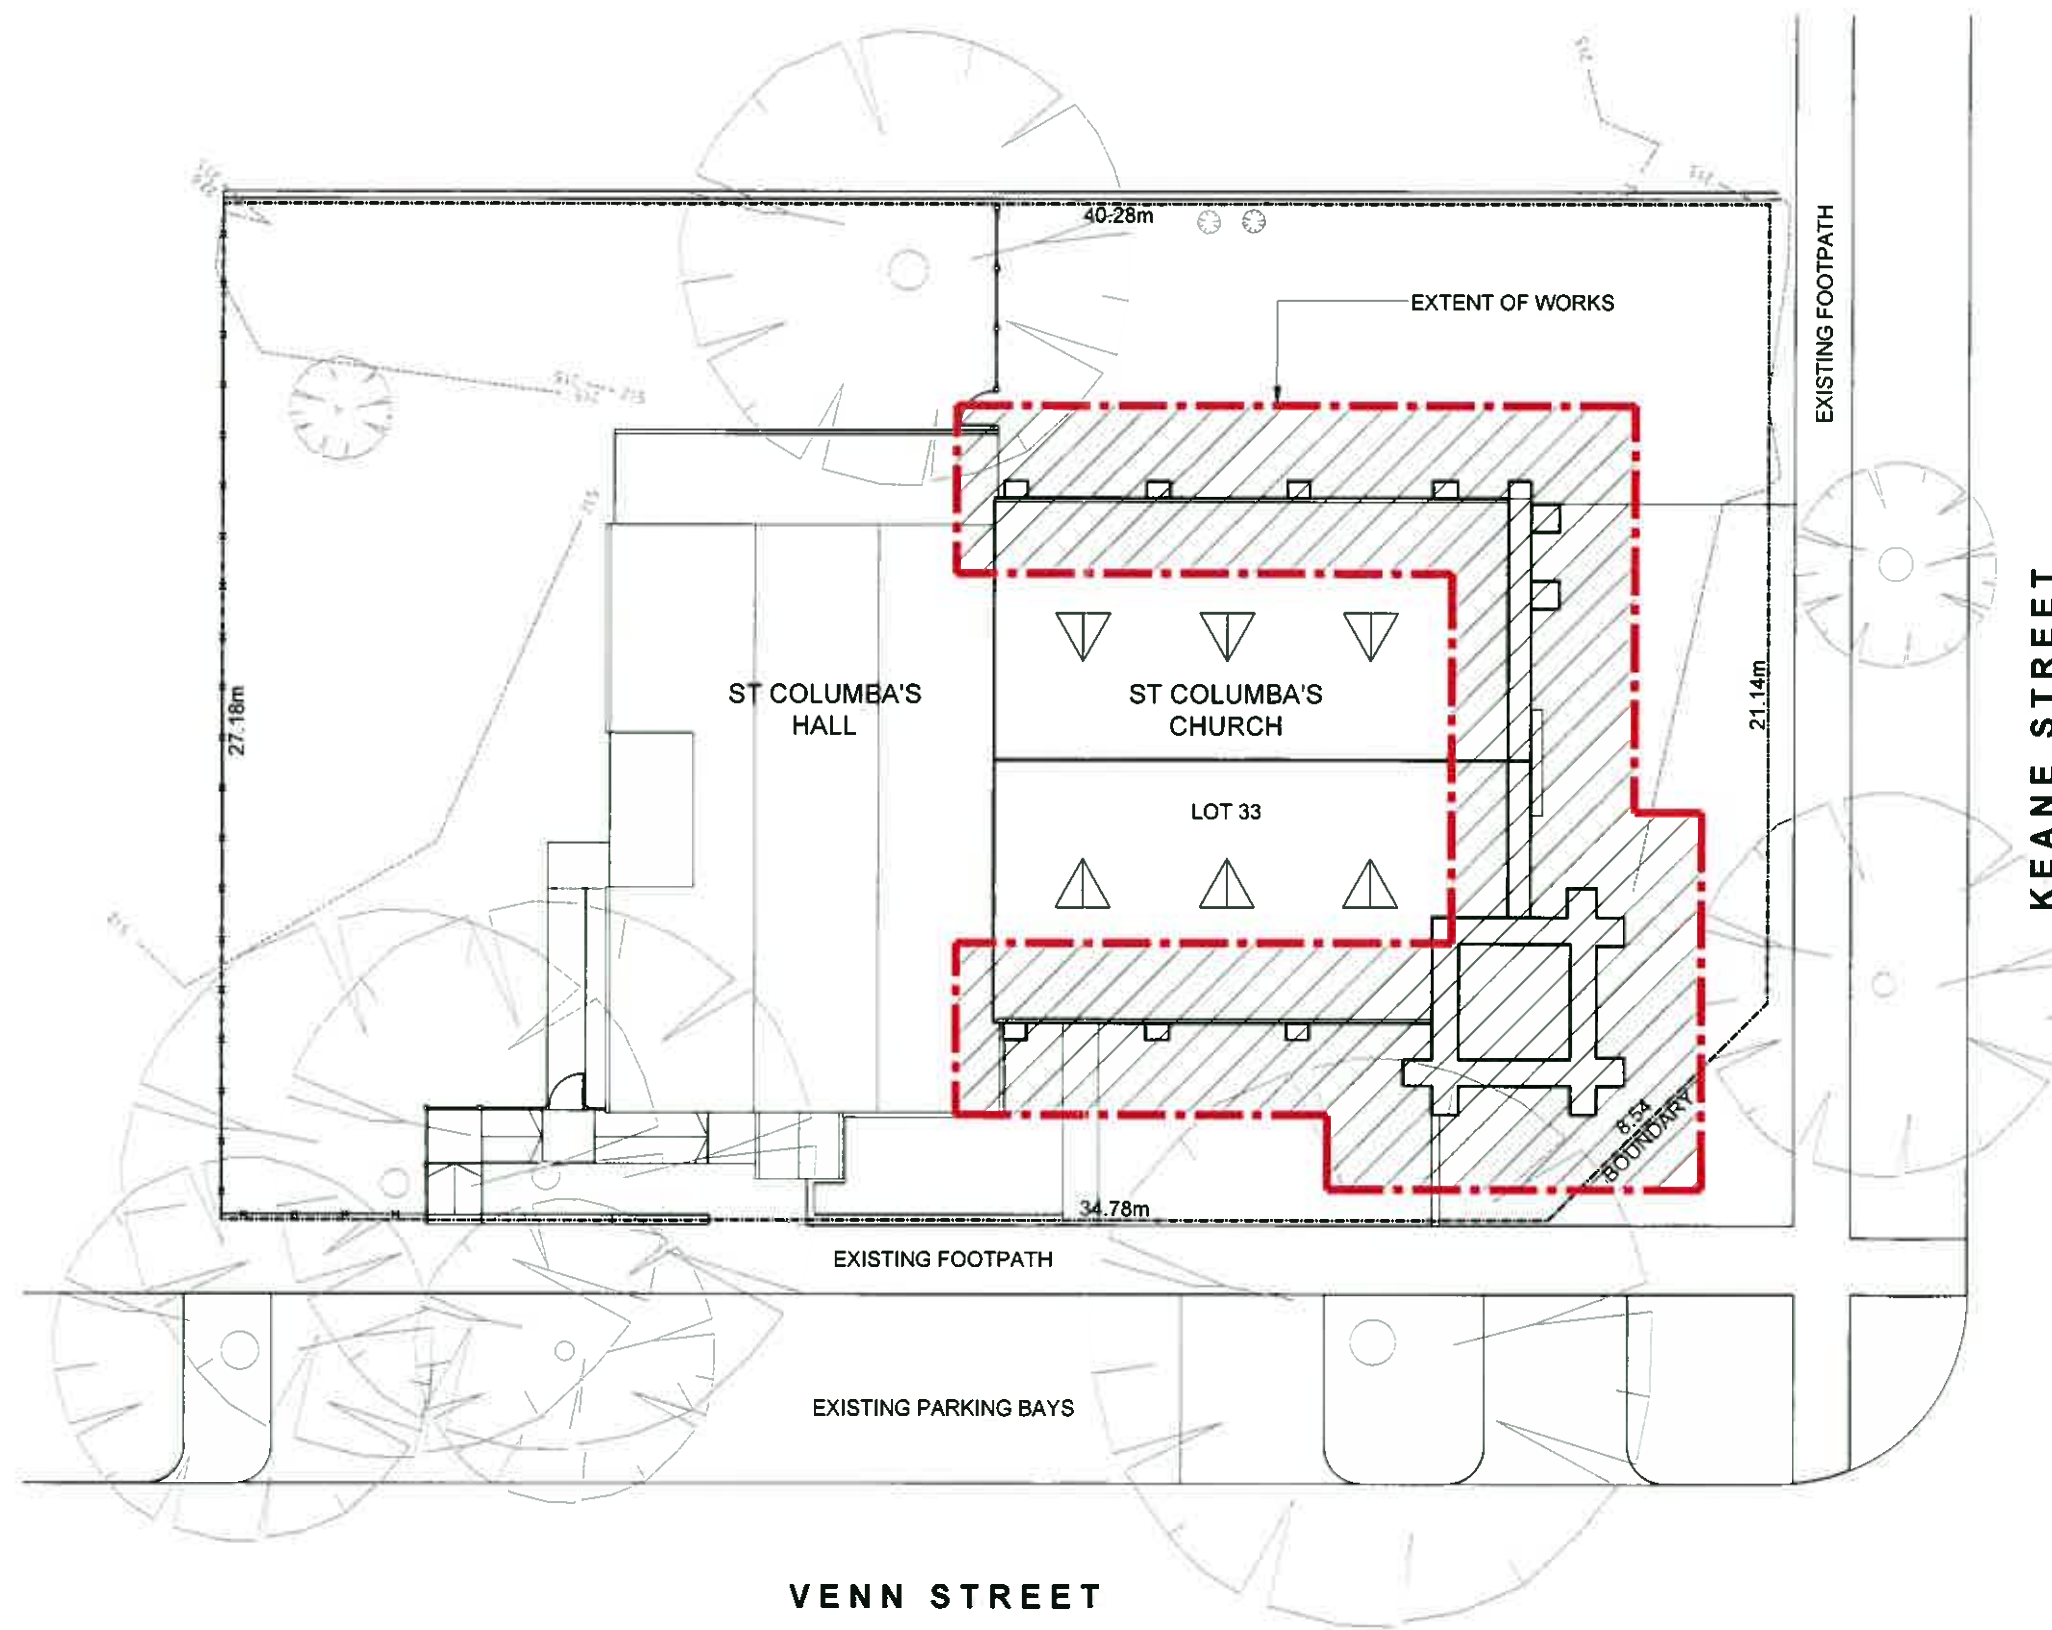 40.28m
EXTENT OF WORKS
EXISTING FOOTPATH
KEANE STREET
ST COLUMBA'S
HALL
ST COLUMBA'S
CHURCH
27.18m
21.14m
LOT 33
8.54
BOUNDARY
34.78m
EXISTING FOOTPATH
EXISTING PARKING BAYS
VENN STREET